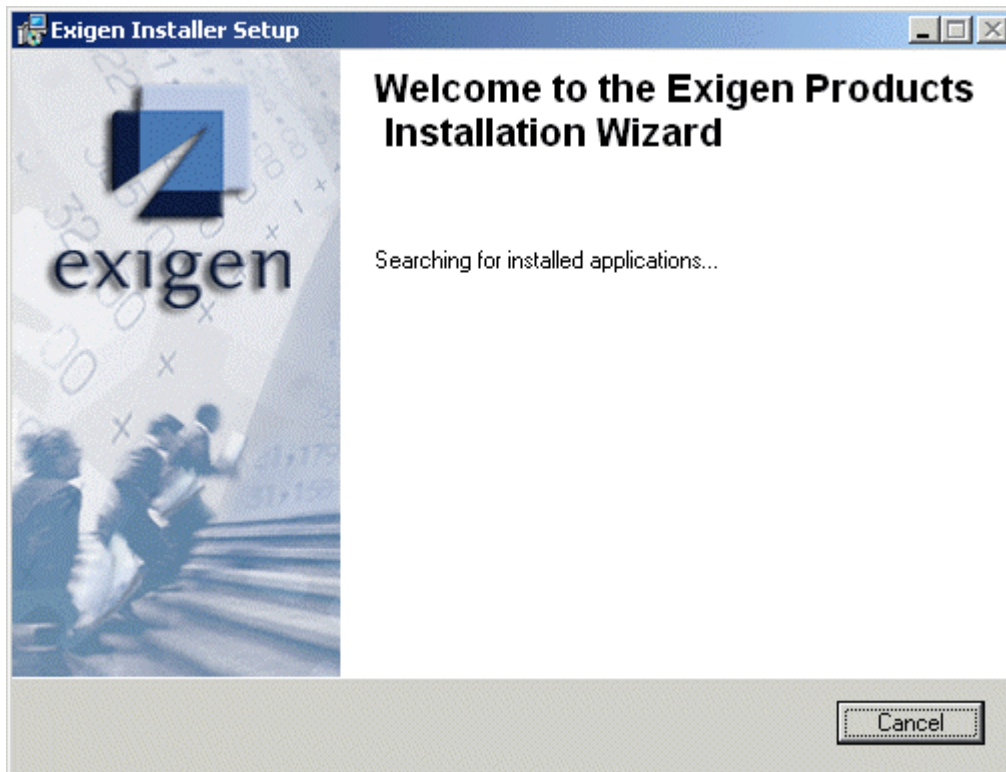 Exigen Installer Setup
Welcome to the Exigen Products
Installation Wizard
exigen
Searching for installed applications...
Cancel